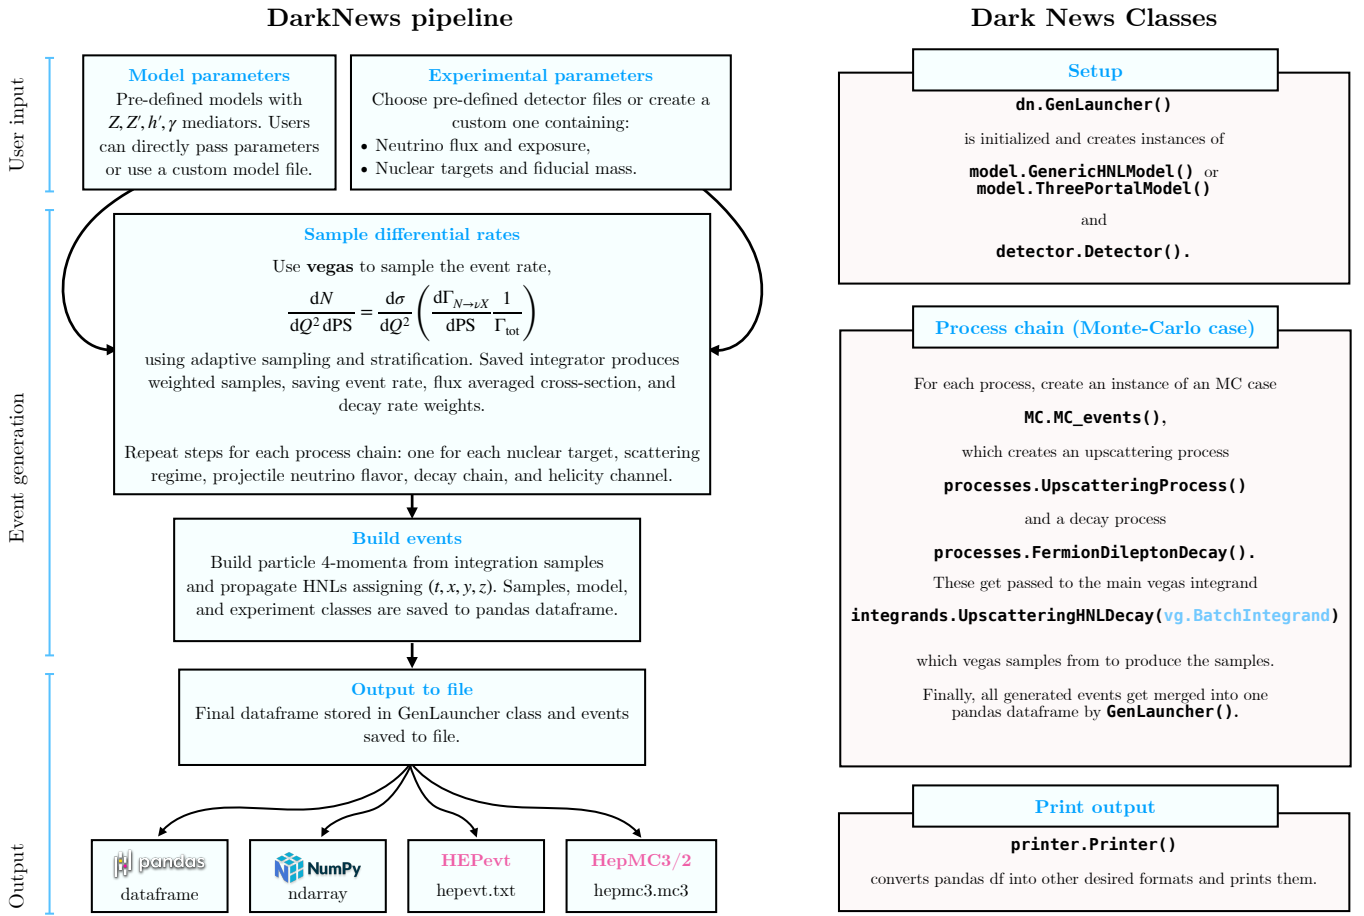 DarkNews pipeline
User input
Model parameters
Pre-defined models with
Z, Z′, h′, γ mediators. Users
can directly pass parameters
or use a custom model file.
Experimental parameters
Choose pre-defined detector files or create a
custom one containing:
• Neutrino flux and exposure,
• Nuclear targets and fiducial mass.
Event generation
Sample differential rates
Use vegas to sample the event rate,
dN/dQ² dPS = dσ/dQ² (dΓ_{N→νX}/dPS 1/Γ_tot)
using adaptive sampling and stratification. Saved integrator produces
weighted samples, saving event rate, flux averaged cross-section, and
decay rate weights.
Repeat steps for each process chain: one for each nuclear target, scattering
regime, projectile neutrino flavor, decay chain, and helicity channel.
Build events
Build particle 4-momenta from integration samples
and propagate HNLs assigning (t, x, y, z). Samples, model,
and experiment classes are saved to pandas dataframe.
Output
Output to file
Final dataframe stored in GenLauncher class and events
saved to file.
pandas
dataframe
NumPy
ndarray
HEPevt
hepevt.txt
HepMC3/2
hepmc3.mc3
Dark News Classes
Setup
dn.GenLauncher()
is initialized and creates instances of
model.GenericHNLModel() or
model.ThreePortalModel()
and
detector.Detector().
Process chain (Monte-Carlo case)
For each process, create an instance of an MC case
MC.MC_events(),
which creates an upscattering process
processes.UpscatteringProcess()
and a decay process
processes.FermionDileptonDecay().
These get passed to the main vegas integrand
integrands.UpscatteringHNLDecay(vg.BatchIntegrand)
which vegas samples from to produce the samples.
Finally, all generated events get merged into one
pandas dataframe by GenLauncher().
Print output
printer.Printer()
converts pandas df into other desired formats and prints them.